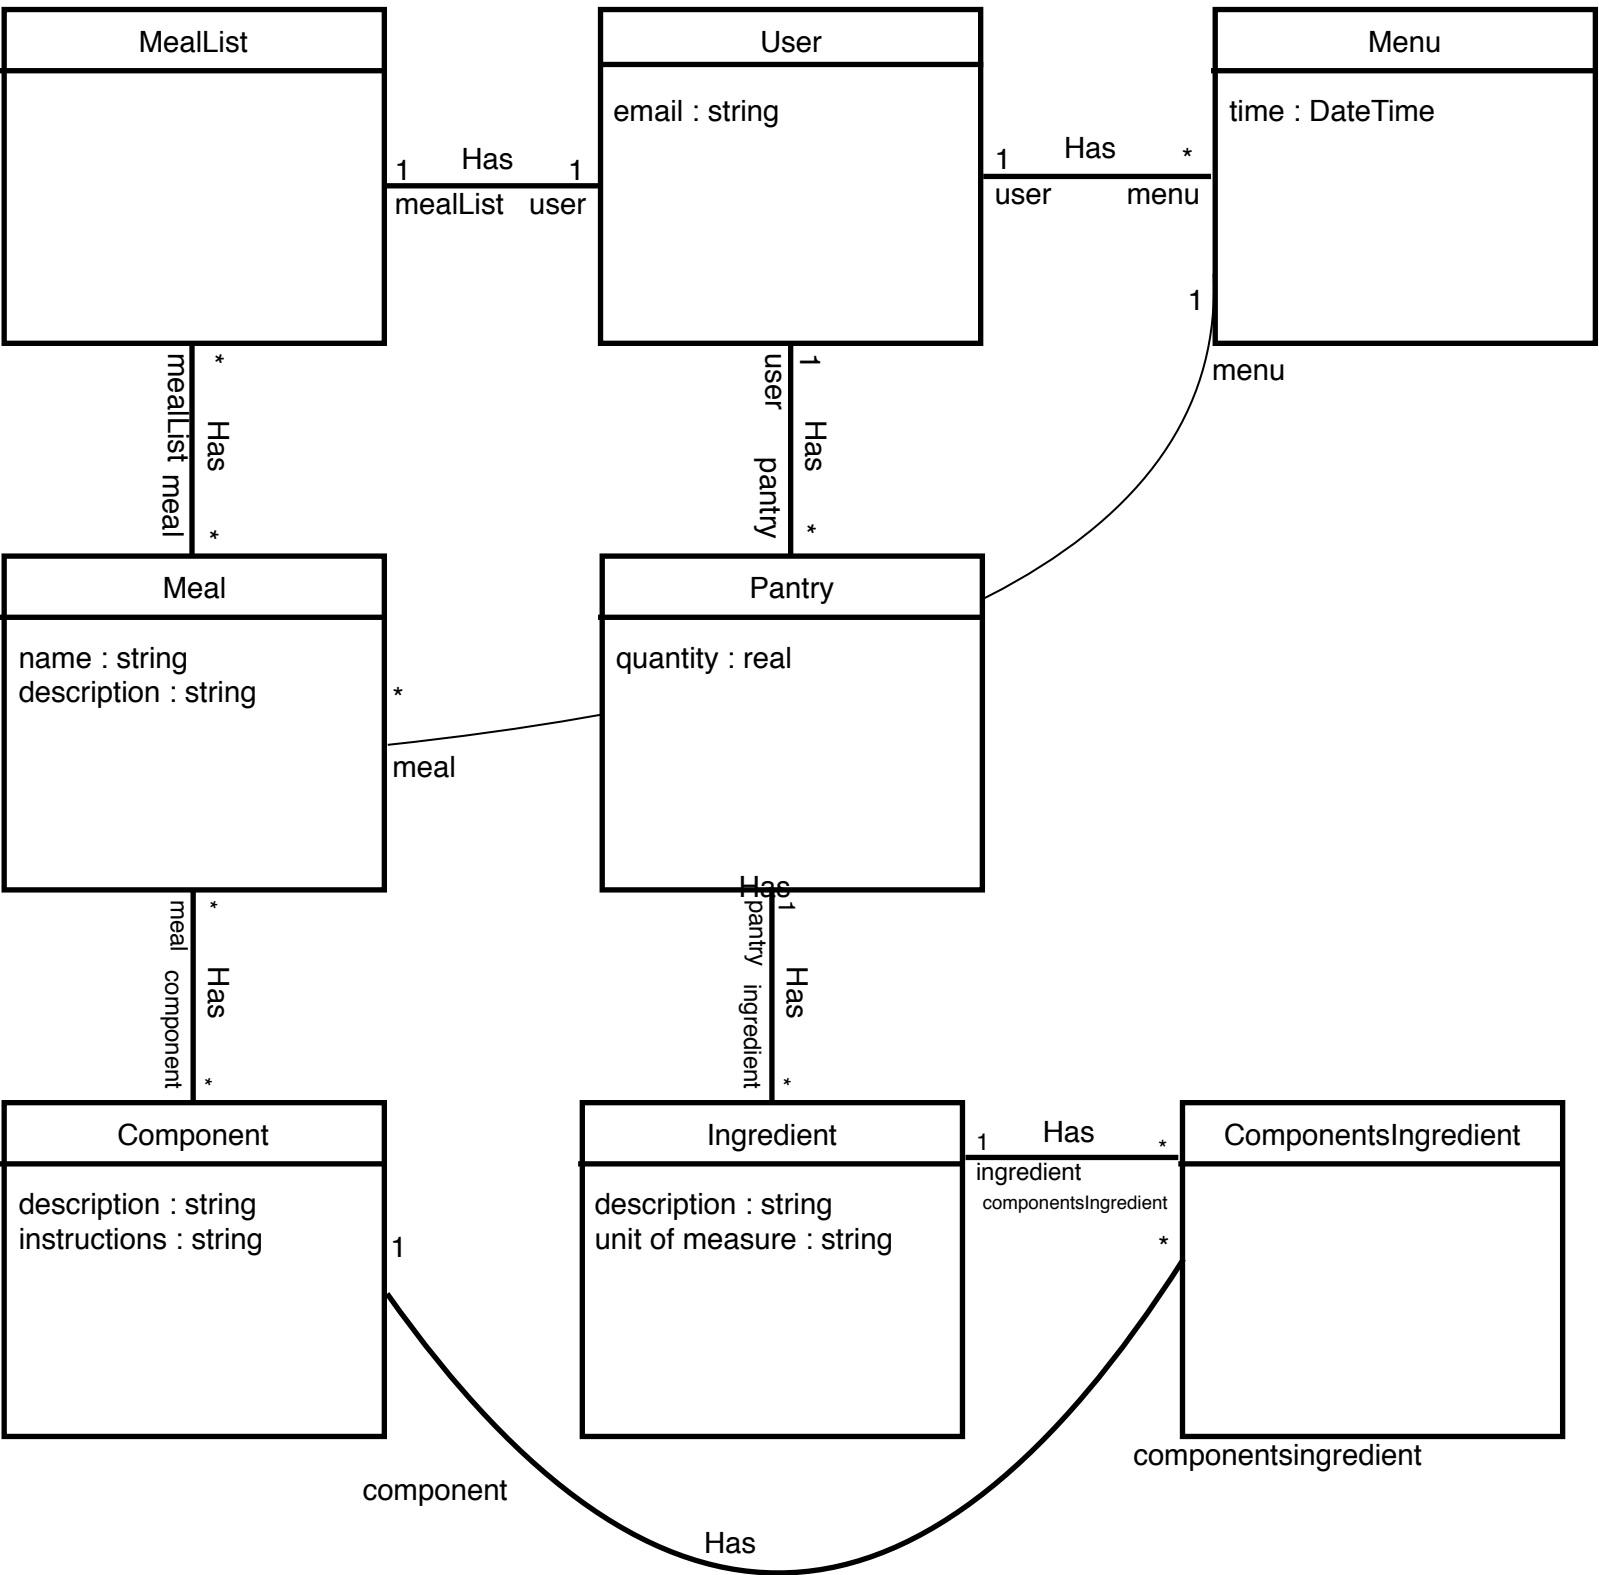 MealList
User
Menu
email : string
time : DateTime
1 Has 1
mealList user
1 Has *
user menu
1
menu
*
mealList
Has
meal
*
1
user
Has
pantry
*
Meal
Pantry
name : string
description : string
quantity : real
*
meal
Has
*
meal
Has
component
*
1
pantry
Has
ingredient
*
Component
Ingredient
ComponentsIngredient
description : string
instructions : string
description : string
unit of measure : string
1 Has *
ingredient
componentsIngredient
1
*
componentsingredient
component
Has